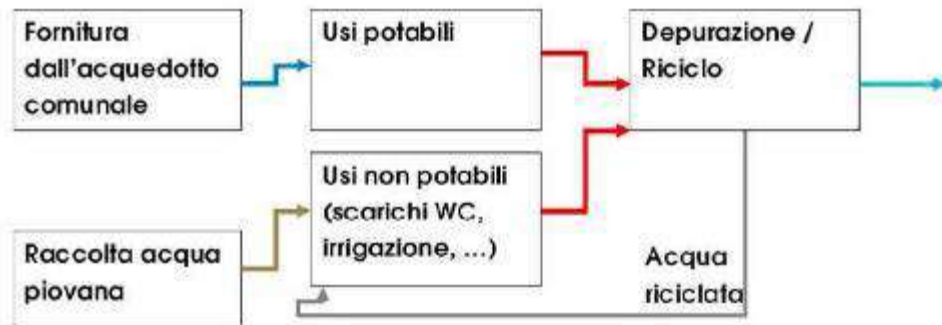 Fornitura
dall'acquedotto
comunale
Usi potabili
Depurazione /
Riciclo
Usi non potabili
(scarichi WC,
irrigazione, ...)
Raccolta acqua
piovana
Acqua
riciclata